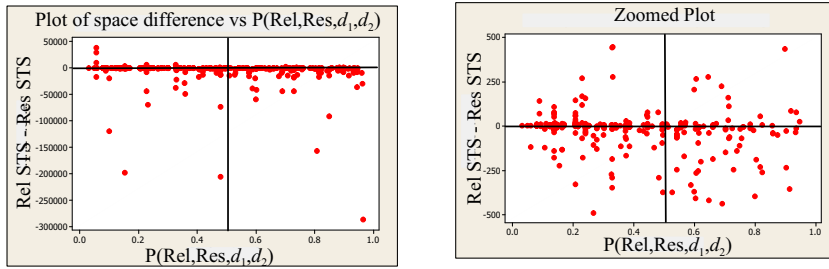 Plot of space difference vs P(Rel,Res,d₁,d₂)
Rel STS - Res STS
50000
0
-50000
-100000
-150000
-200000
-250000
-300000
0.0 0.2 0.4 0.6 0.8 1.0
P(Rel,Res,d₁,d₂)
Zoomed Plot
Rel STS - Res STS
500
250
0
-250
-500
0.0 0.2 0.4 0.6 0.8 1.0
P(Rel,Res,d₁,d₂)